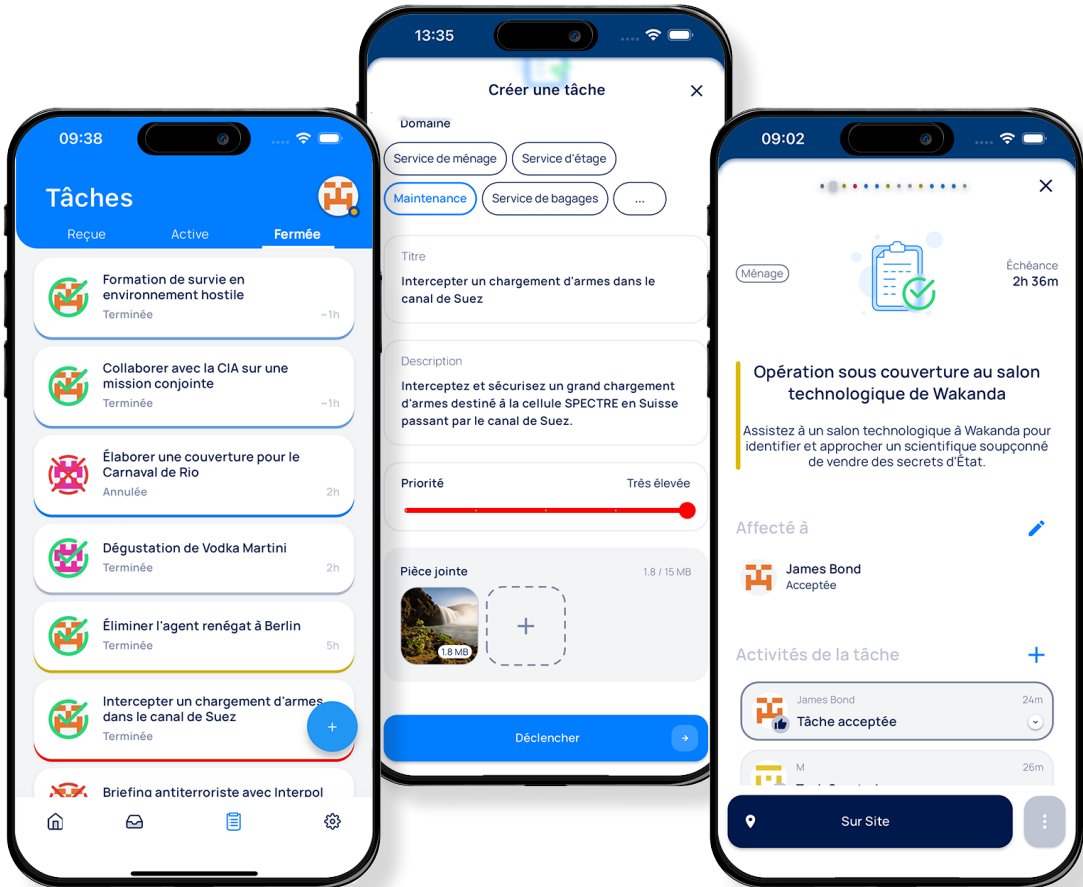 09:38
Tâches
Reçue Active Fermée
Formation de survie en
environnement hostile
Terminée ~1h
Collaborer avec la CIA sur une
mission conjointe
Terminée ~1h
Élaborer une couverture pour le
Carnaval de Rio
Annulée 2h
Dégustation de Vodka Martini
Terminée 2h
Éliminer l'agent renégat à Berlin
Terminée 5h
Intercepter un chargement d'armes
dans le canal de Suez
Terminée
+
Briefing antiterroriste avec Interpol
13:35
Créer une tâche
Domaine
Service de ménage Service d'étage
Maintenance Service de bagages ...
Titre
Intercepter un chargement d'armes dans le
canal de Suez
Description
Interceptez et sécurisez un grand chargement
d'armes destiné à la cellule SPECTRE en Suisse
passant par le canal de Suez.
Priorité Très élevée
Pièce jointe 1.8 / 15 MB
1.8 MB
Déclencher
09:02
Ménage
Échéance
2h 36m
Opération sous couverture au salon
technologique de Wakanda
Assistez à un salon technologique à Wakanda pour
identifier et approcher un scientifique soupçonné
de vendre des secrets d'État.
Affecté à
James Bond
Acceptée
Activités de la tâche
James Bond 24m
Tâche acceptée
M 26m
Sur Site